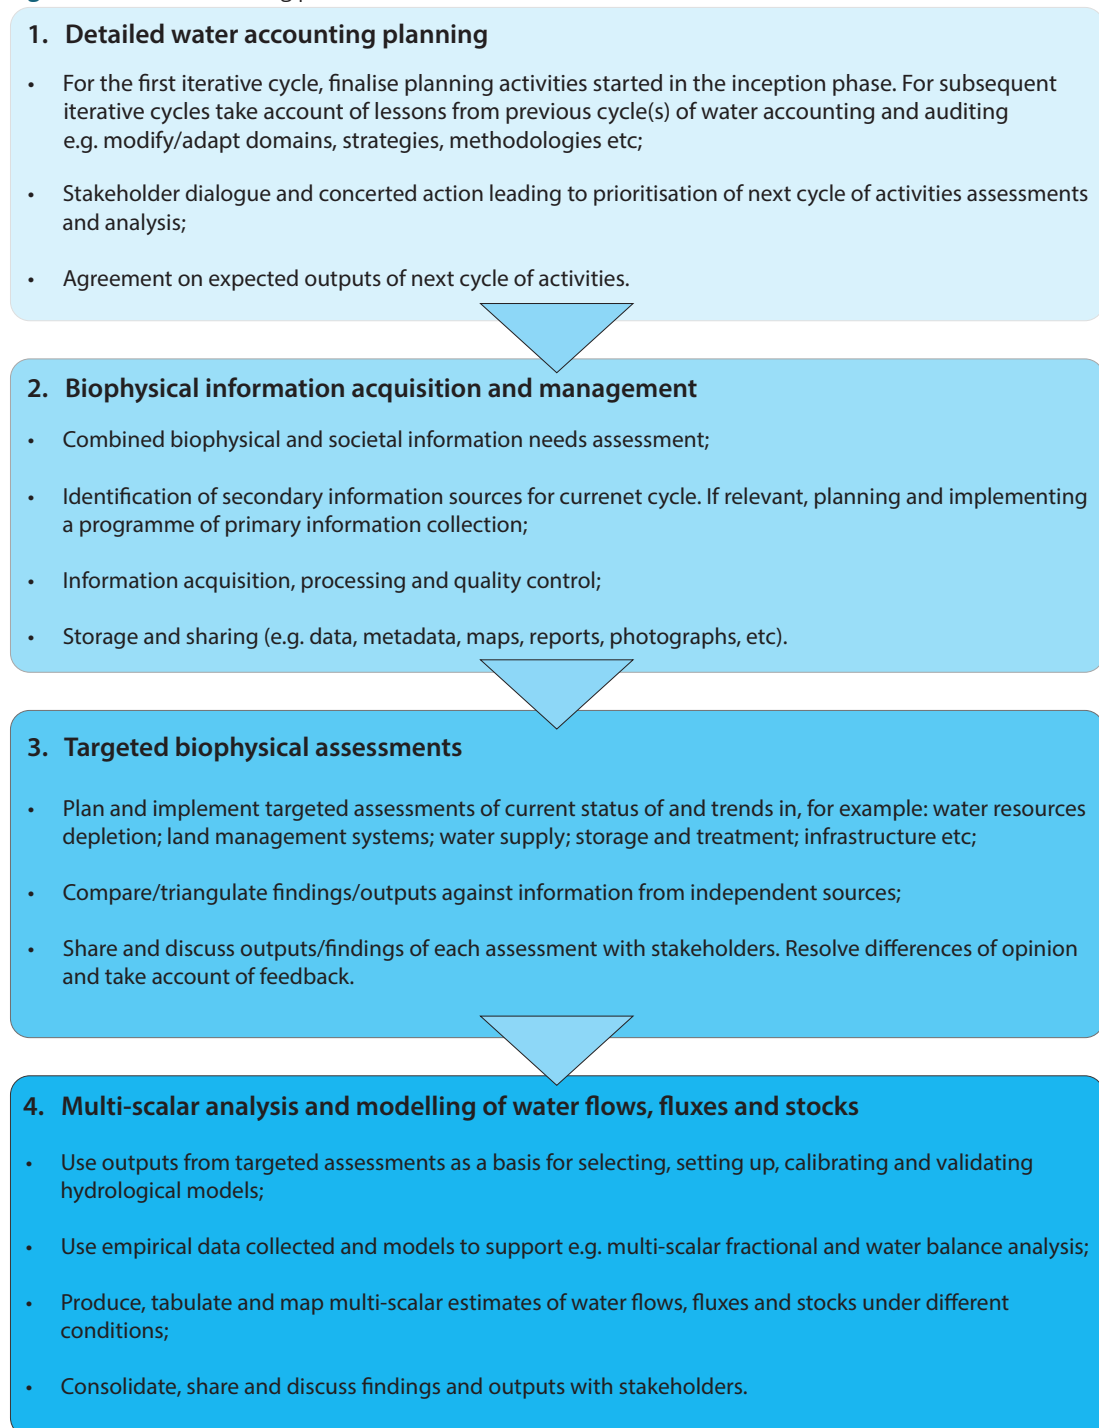 1. Detailed water accounting planning
• For the first iterative cycle, finalise planning activities started in the inception phase. For subsequent
iterative cycles take account of lessons from previous cycle(s) of water accounting and auditing
e.g. modify/adapt domains, strategies, methodologies etc;
• Stakeholder dialogue and concerted action leading to prioritisation of next cycle of activities assessments
and analysis;
• Agreement on expected outputs of next cycle of activities.
2. Biophysical information acquisition and management
• Combined biophysical and societal information needs assessment;
• Identification of secondary information sources for currenet cycle. If relevant, planning and implementing
a programme of primary information collection;
• Information acquisition, processing and quality control;
• Storage and sharing (e.g. data, metadata, maps, reports, photographs, etc).
3. Targeted biophysical assessments
• Plan and implement targeted assessments of current status of and trends in, for example: water resources
depletion; land management systems; water supply; storage and treatment; infrastructure etc;
• Compare/triangulate findings/outputs against information from independent sources;
• Share and discuss outputs/findings of each assessment with stakeholders. Resolve differences of opinion
and take account of feedback.
4. Multi-scalar analysis and modelling of water flows, fluxes and stocks
• Use outputs from targeted assessments as a basis for selecting, setting up, calibrating and validating
hydrological models;
• Use empirical data collected and models to support e.g. multi-scalar fractional and water balance analysis;
• Produce, tabulate and map multi-scalar estimates of water flows, fluxes and stocks under different
conditions;
• Consolidate, share and discuss findings and outputs with stakeholders.